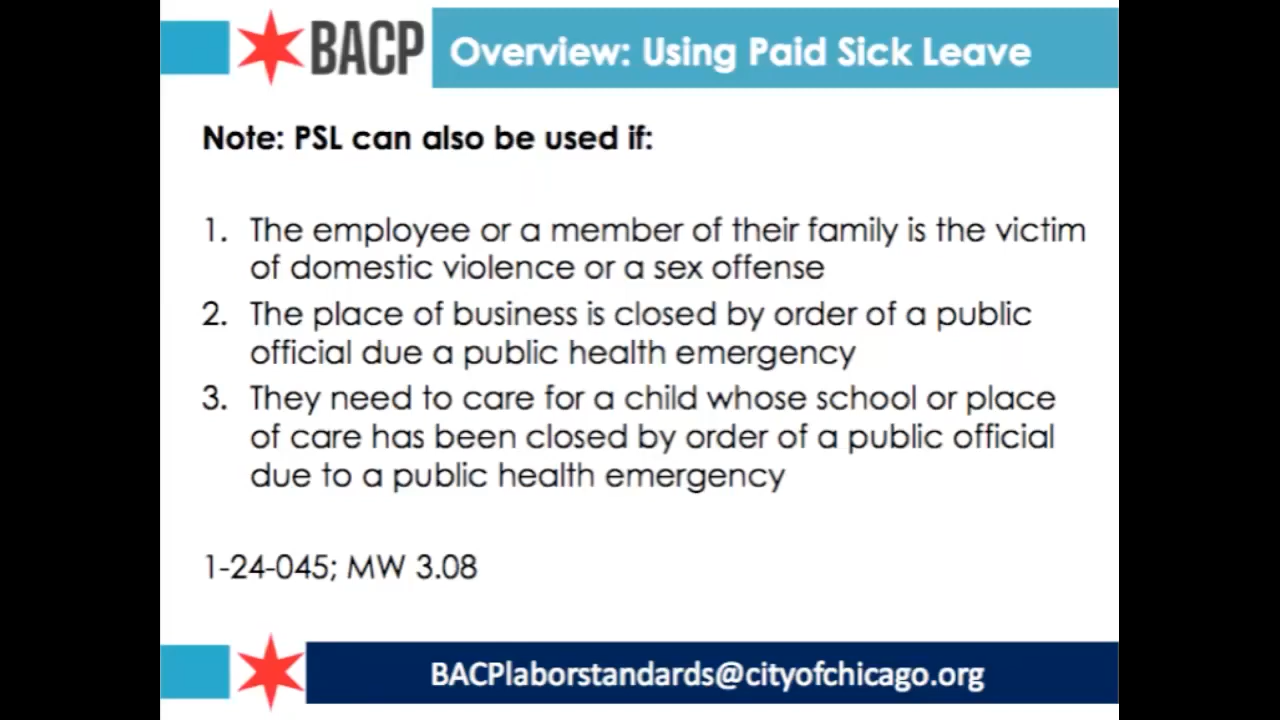 BACP Overview: Using Paid Sick Leave
Note: PSL can also be used if:
1. The employee or a member of their family is the victim
of domestic violence or a sex offense
2. The place of business is closed by order of a public
official due a public health emergency
3. They need to care for a child whose school or place
of care has been closed by order of a public official
due to a public health emergency
1-24-045; MW 3.08
BACPlaborstandards@cityofchicago.org